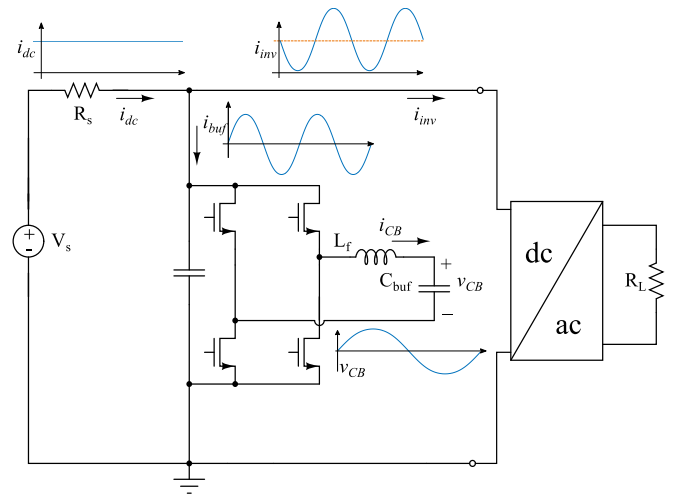 i_dc
i_inv
R_s
i_dc
i_buf
i_inv
+
-
V_s
L_f
i_CB
C_buf
+
v_CB
−
dc
ac
R_L
v_CB